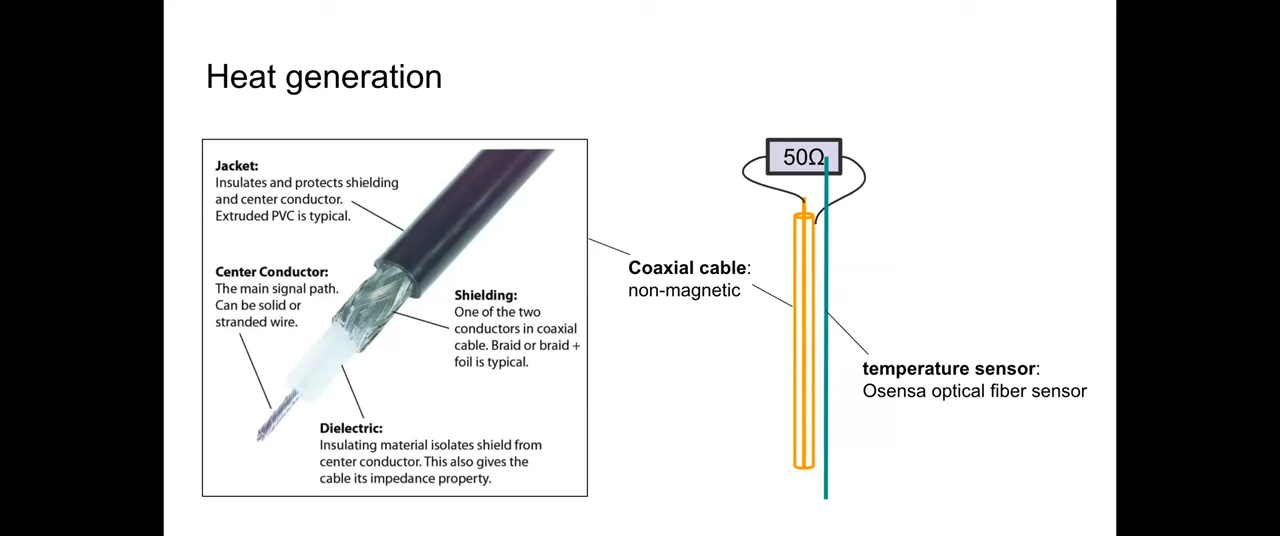 Heat generation
Jacket:
Insulates and protects shielding
and center conductor.
Extruded PVC is typical.
Center Conductor:
The main signal path.
Can be solid or
stranded wire.
Shielding:
One of the two
conductors in coaxial
cable. Braid or braid +
foil is typical.
Dielectric:
Insulating material isolates shield from
center conductor. This also gives the
cable its impedance property.
50Ω
Coaxial cable:
non-magnetic
temperature sensor:
Osensa optical fiber sensor